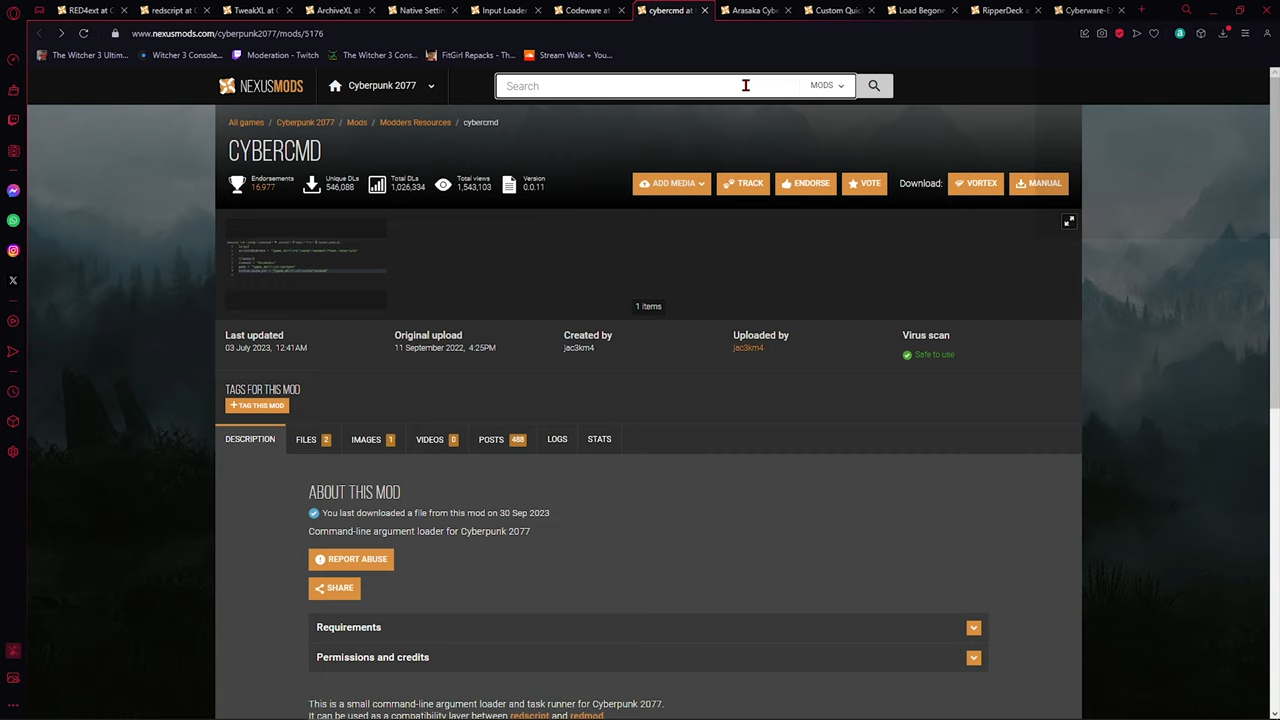 RED4ext at C
redscript at C
TweakXL at C
ArchiveXL at
Native Settin
Input Loader
Codeware at
cybercmd at
Arasaka Cybe
Custom Quic
Load Begone
RipperDeck a
Cyberware-E
www.nexusmods.com/cyberpunk2077/mods/5176
The Witcher 3 Ultim...
Witcher 3 Console...
Moderation - Twitch
The Witcher 3 Cons...
FitGirl Repacks - Th...
Stream Walk + You...
NEXUSMODS
Cyberpunk 2077
Search
MODS
All games / Cyberpunk 2077 / Mods / Modders Resources / cybercmd
CYBERCMD
Endorsements
16,977
Unique DLs
546,088
Total DLs
1,026,334
Total views
1,543,103
Version
0.0.11
ADD MEDIA
TRACK
ENDORSE
VOTE
Download:
VORTEX
MANUAL
1 items
Last updated
03 July 2023, 12:41AM
Original upload
11 September 2022, 4:25PM
Created by
jac3km4
Uploaded by
jac3km4
Virus scan
Safe to use
TAGS FOR THIS MOD
+ TAG THIS MOD
DESCRIPTION
FILES 2
IMAGES 1
VIDEOS 0
POSTS 488
LOGS
STATS
ABOUT THIS MOD
You last downloaded a file from this mod on 30 Sep 2023
Command-line argument loader for Cyberpunk 2077
REPORT ABUSE
SHARE
Requirements
Permissions and credits
This is a small command-line argument loader and task runner for Cyberpunk 2077.
It can be used as a compatibility layer between redscript and redmod